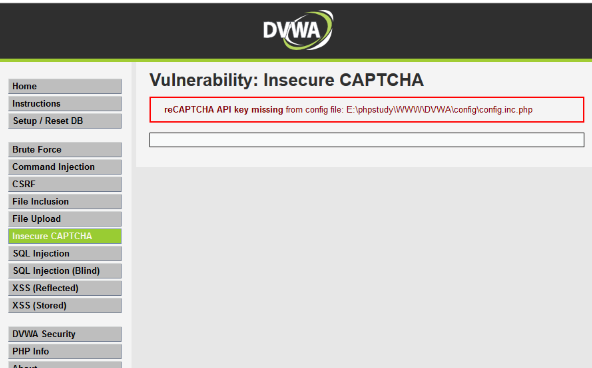 DVWA
Vulnerability: Insecure CAPTCHA
reCAPTCHA API key missing from config file: E:\phpstudy\WWW\DVWA\config\config.inc.php
Home
Instructions
Setup / Reset DB
Brute Force
Command Injection
CSRF
File Inclusion
File Upload
Insecure CAPTCHA
SQL Injection
SQL Injection (Blind)
XSS (Reflected)
XSS (Stored)
DVWA Security
PHP Info
About